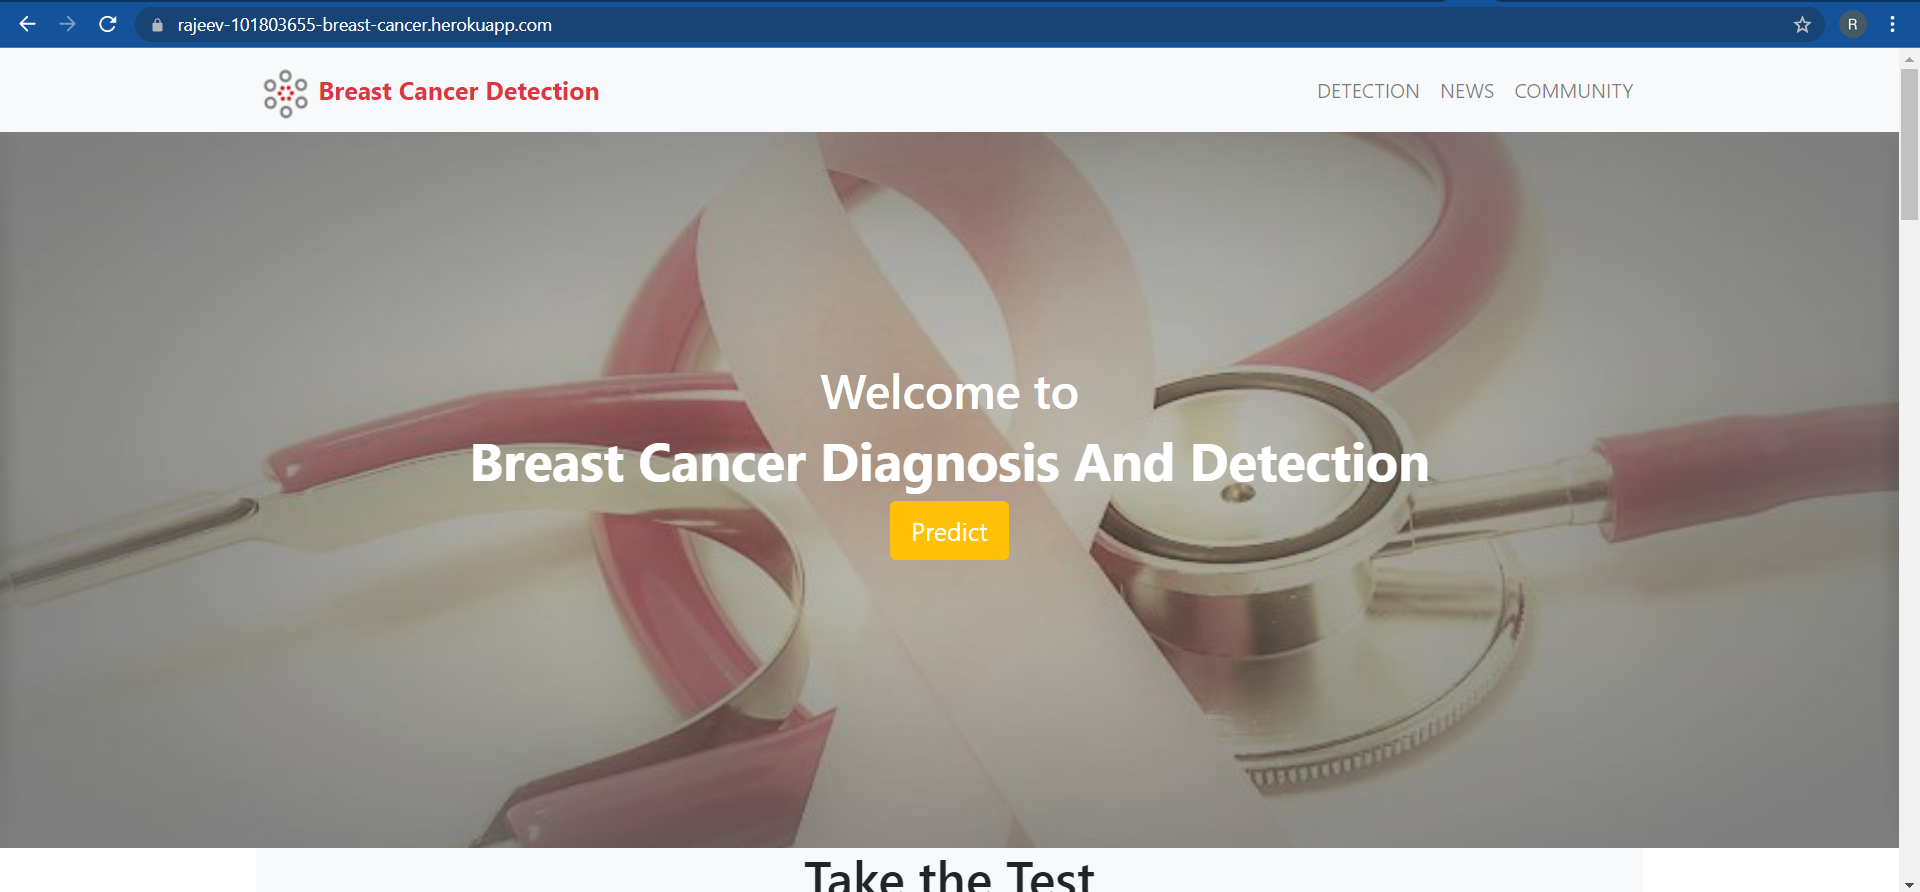 rajeev-101803655-breast-cancer.herokuapp.com
R
Breast Cancer Detection
DETECTION NEWS COMMUNITY
Welcome to
Breast Cancer Diagnosis And Detection
Predict
Take the Test